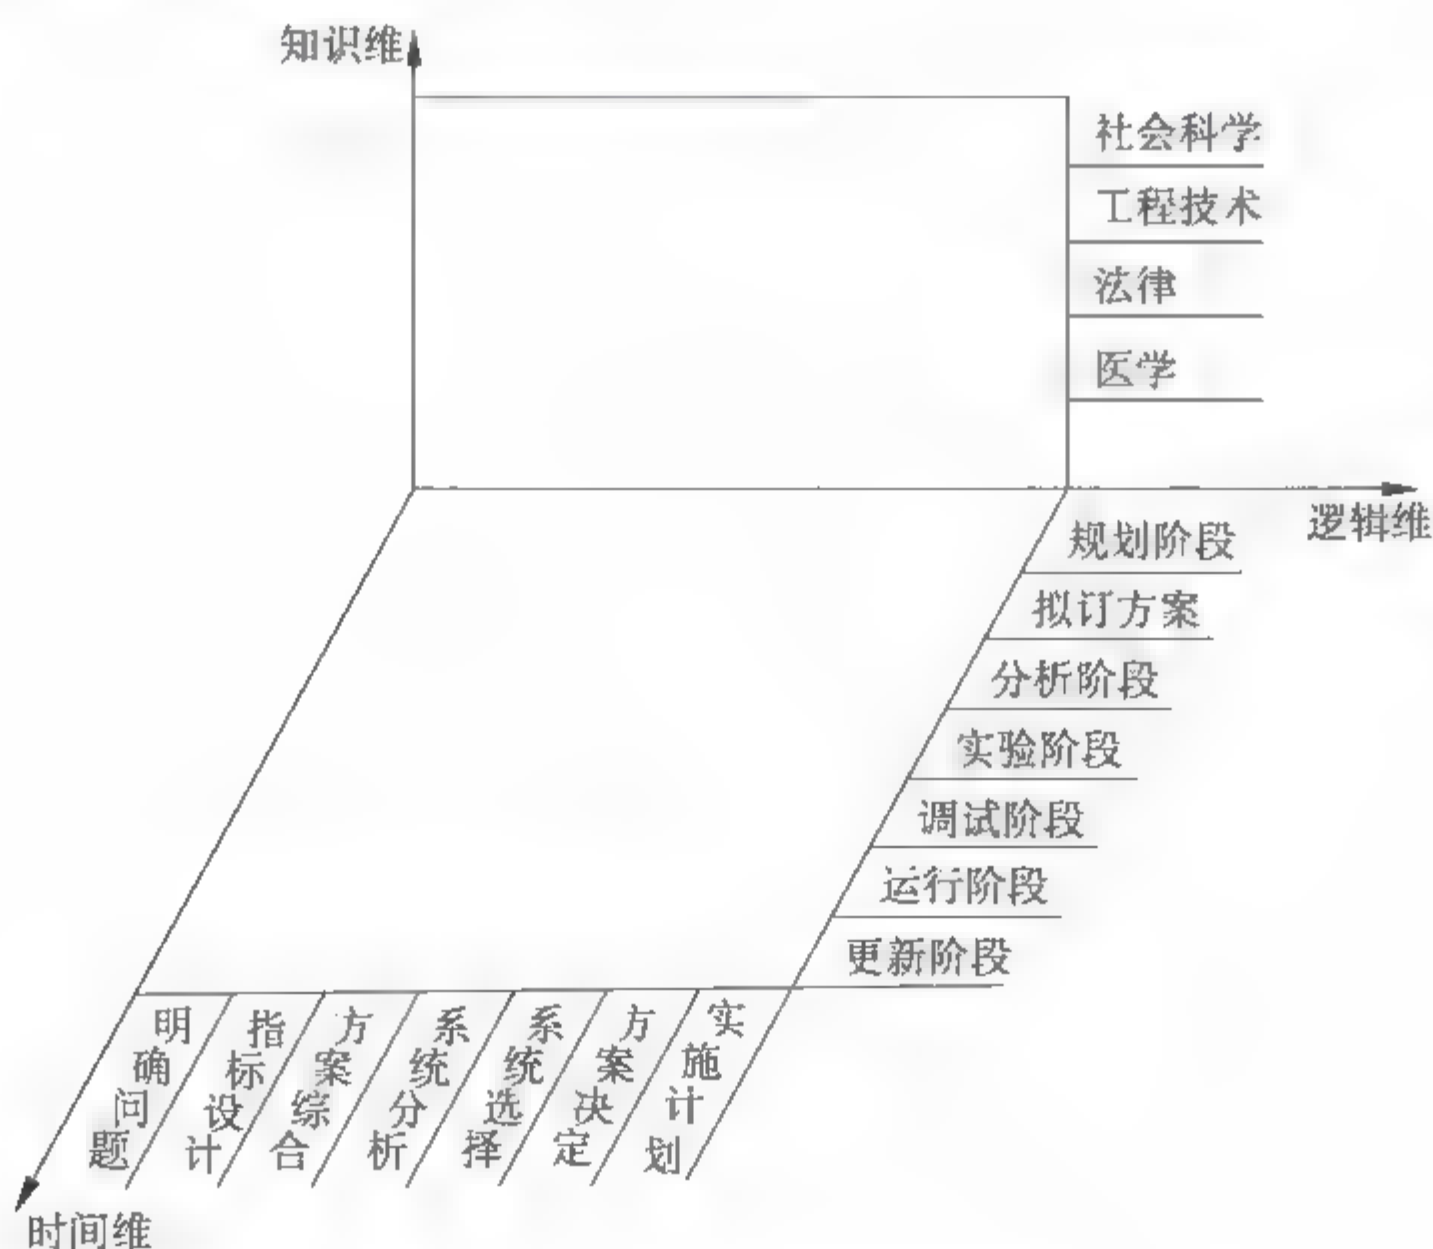 知识维
社会科学
工程技术
法律
医学
逻辑维
规划阶段
拟订方案
分析阶段
实验阶段
调试阶段
运行阶段
更新阶段
明确问题
指标设计
方案综合
系统分析
系统选择
方案决定
实施计划
时间维